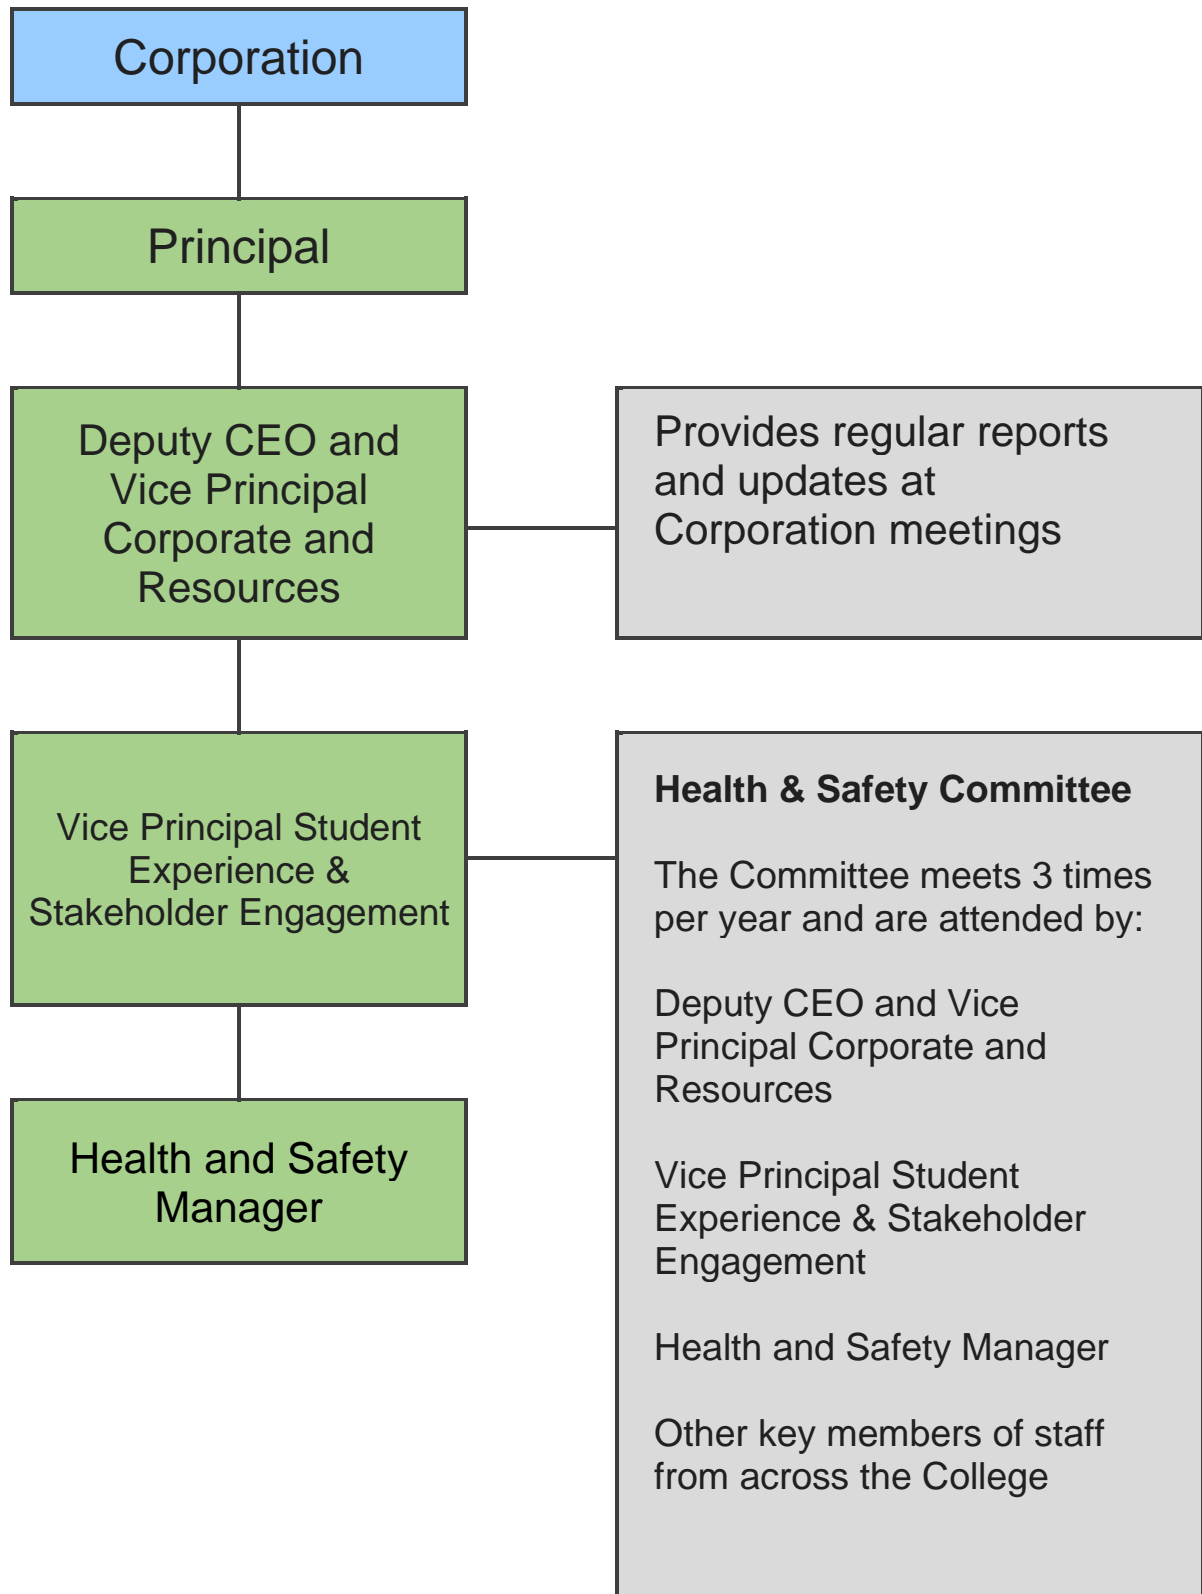 Corporation
Principal
Deputy CEO and
Vice Principal
Corporate and
Resources
Provides regular reports
and updates at
Corporation meetings
Vice Principal Student
Experience &
Stakeholder Engagement
Health & Safety Committee
The Committee meets 3 times
per year and are attended by:
Deputy CEO and Vice
Principal Corporate and
Resources
Vice Principal Student
Experience & Stakeholder
Engagement
Health and Safety Manager
Other key members of staff
from across the College
Health and Safety
Manager